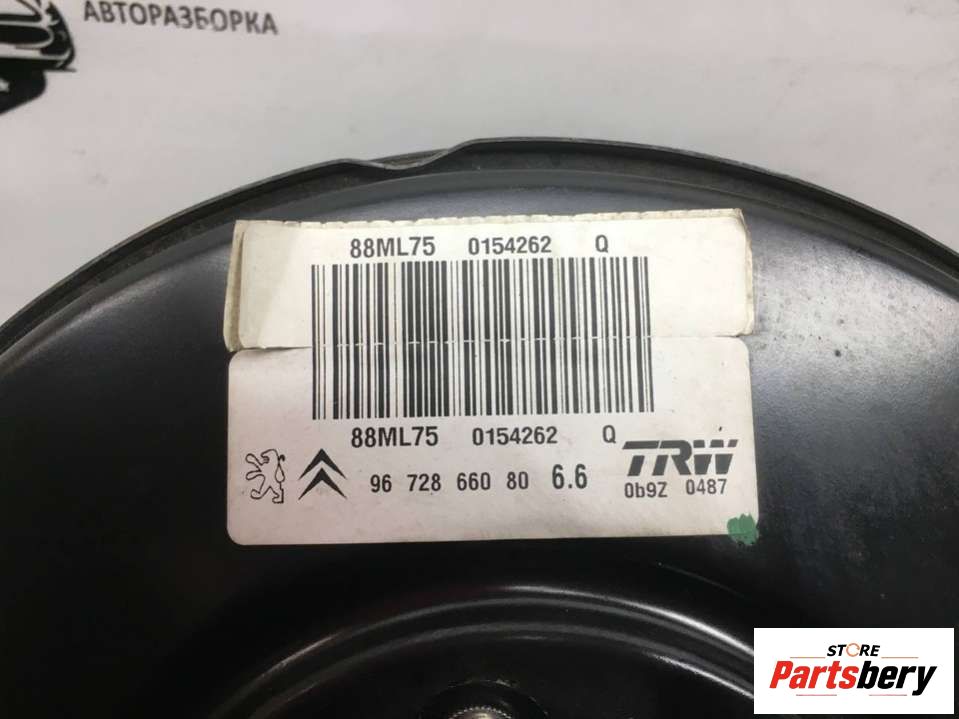 АВТОРАЗБОРКА
88ML75 0154262 Q
88ML75 0154262 Q
96 728 660 80 6.6
TRW
0b9Z 0487
STORE
Partsbery